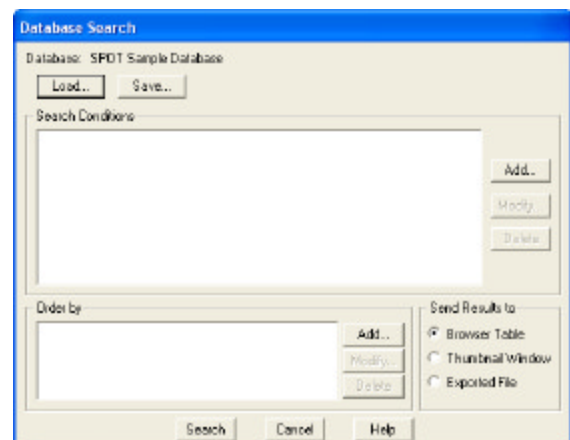 Database Search
Database: SPOT Sample Database
Load... Save...
Search Conditions
Add...
Modify...
Delete
Order by
Add...
Modify...
Delete
Send Results to
Browser Table
Thumbnail Window
Exported File
Search Cancel Help